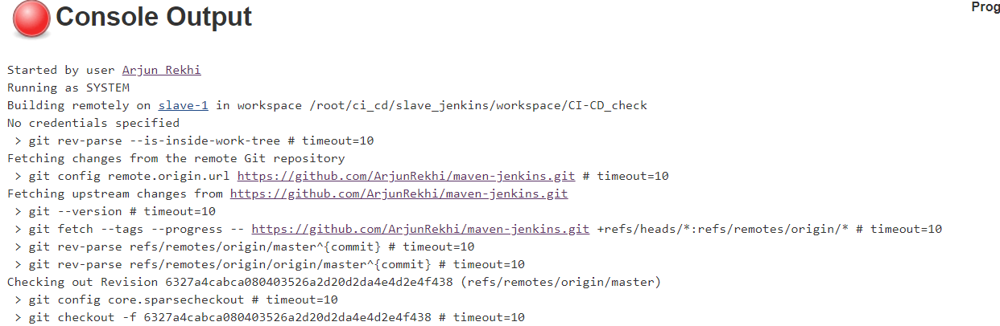 Console Output
Prog
Started by user Arjun Rekhi
Running as SYSTEM
Building remotely on slave-1 in workspace /root/ci_cd/slave_jenkins/workspace/CI-CD_check
No credentials specified
> git rev-parse --is-inside-work-tree # timeout=10
Fetching changes from the remote Git repository
> git config remote.origin.url https://github.com/ArjunRekhi/maven-jenkins.git # timeout=10
Fetching upstream changes from https://github.com/ArjunRekhi/maven-jenkins.git
> git --version # timeout=10
> git fetch --tags --progress -- https://github.com/ArjunRekhi/maven-jenkins.git +refs/heads/*:refs/remotes/origin/* # timeout=10
> git rev-parse refs/remotes/origin/master^{commit} # timeout=10
> git rev-parse refs/remotes/origin/origin/master^{commit} # timeout=10
Checking out Revision 6327a4cabca080403526a2d20d2da4e4d2e4f438 (refs/remotes/origin/master)
> git config core.sparsecheckout # timeout=10
> git checkout -f 6327a4cabca080403526a2d20d2da4e4d2e4f438 # timeout=10